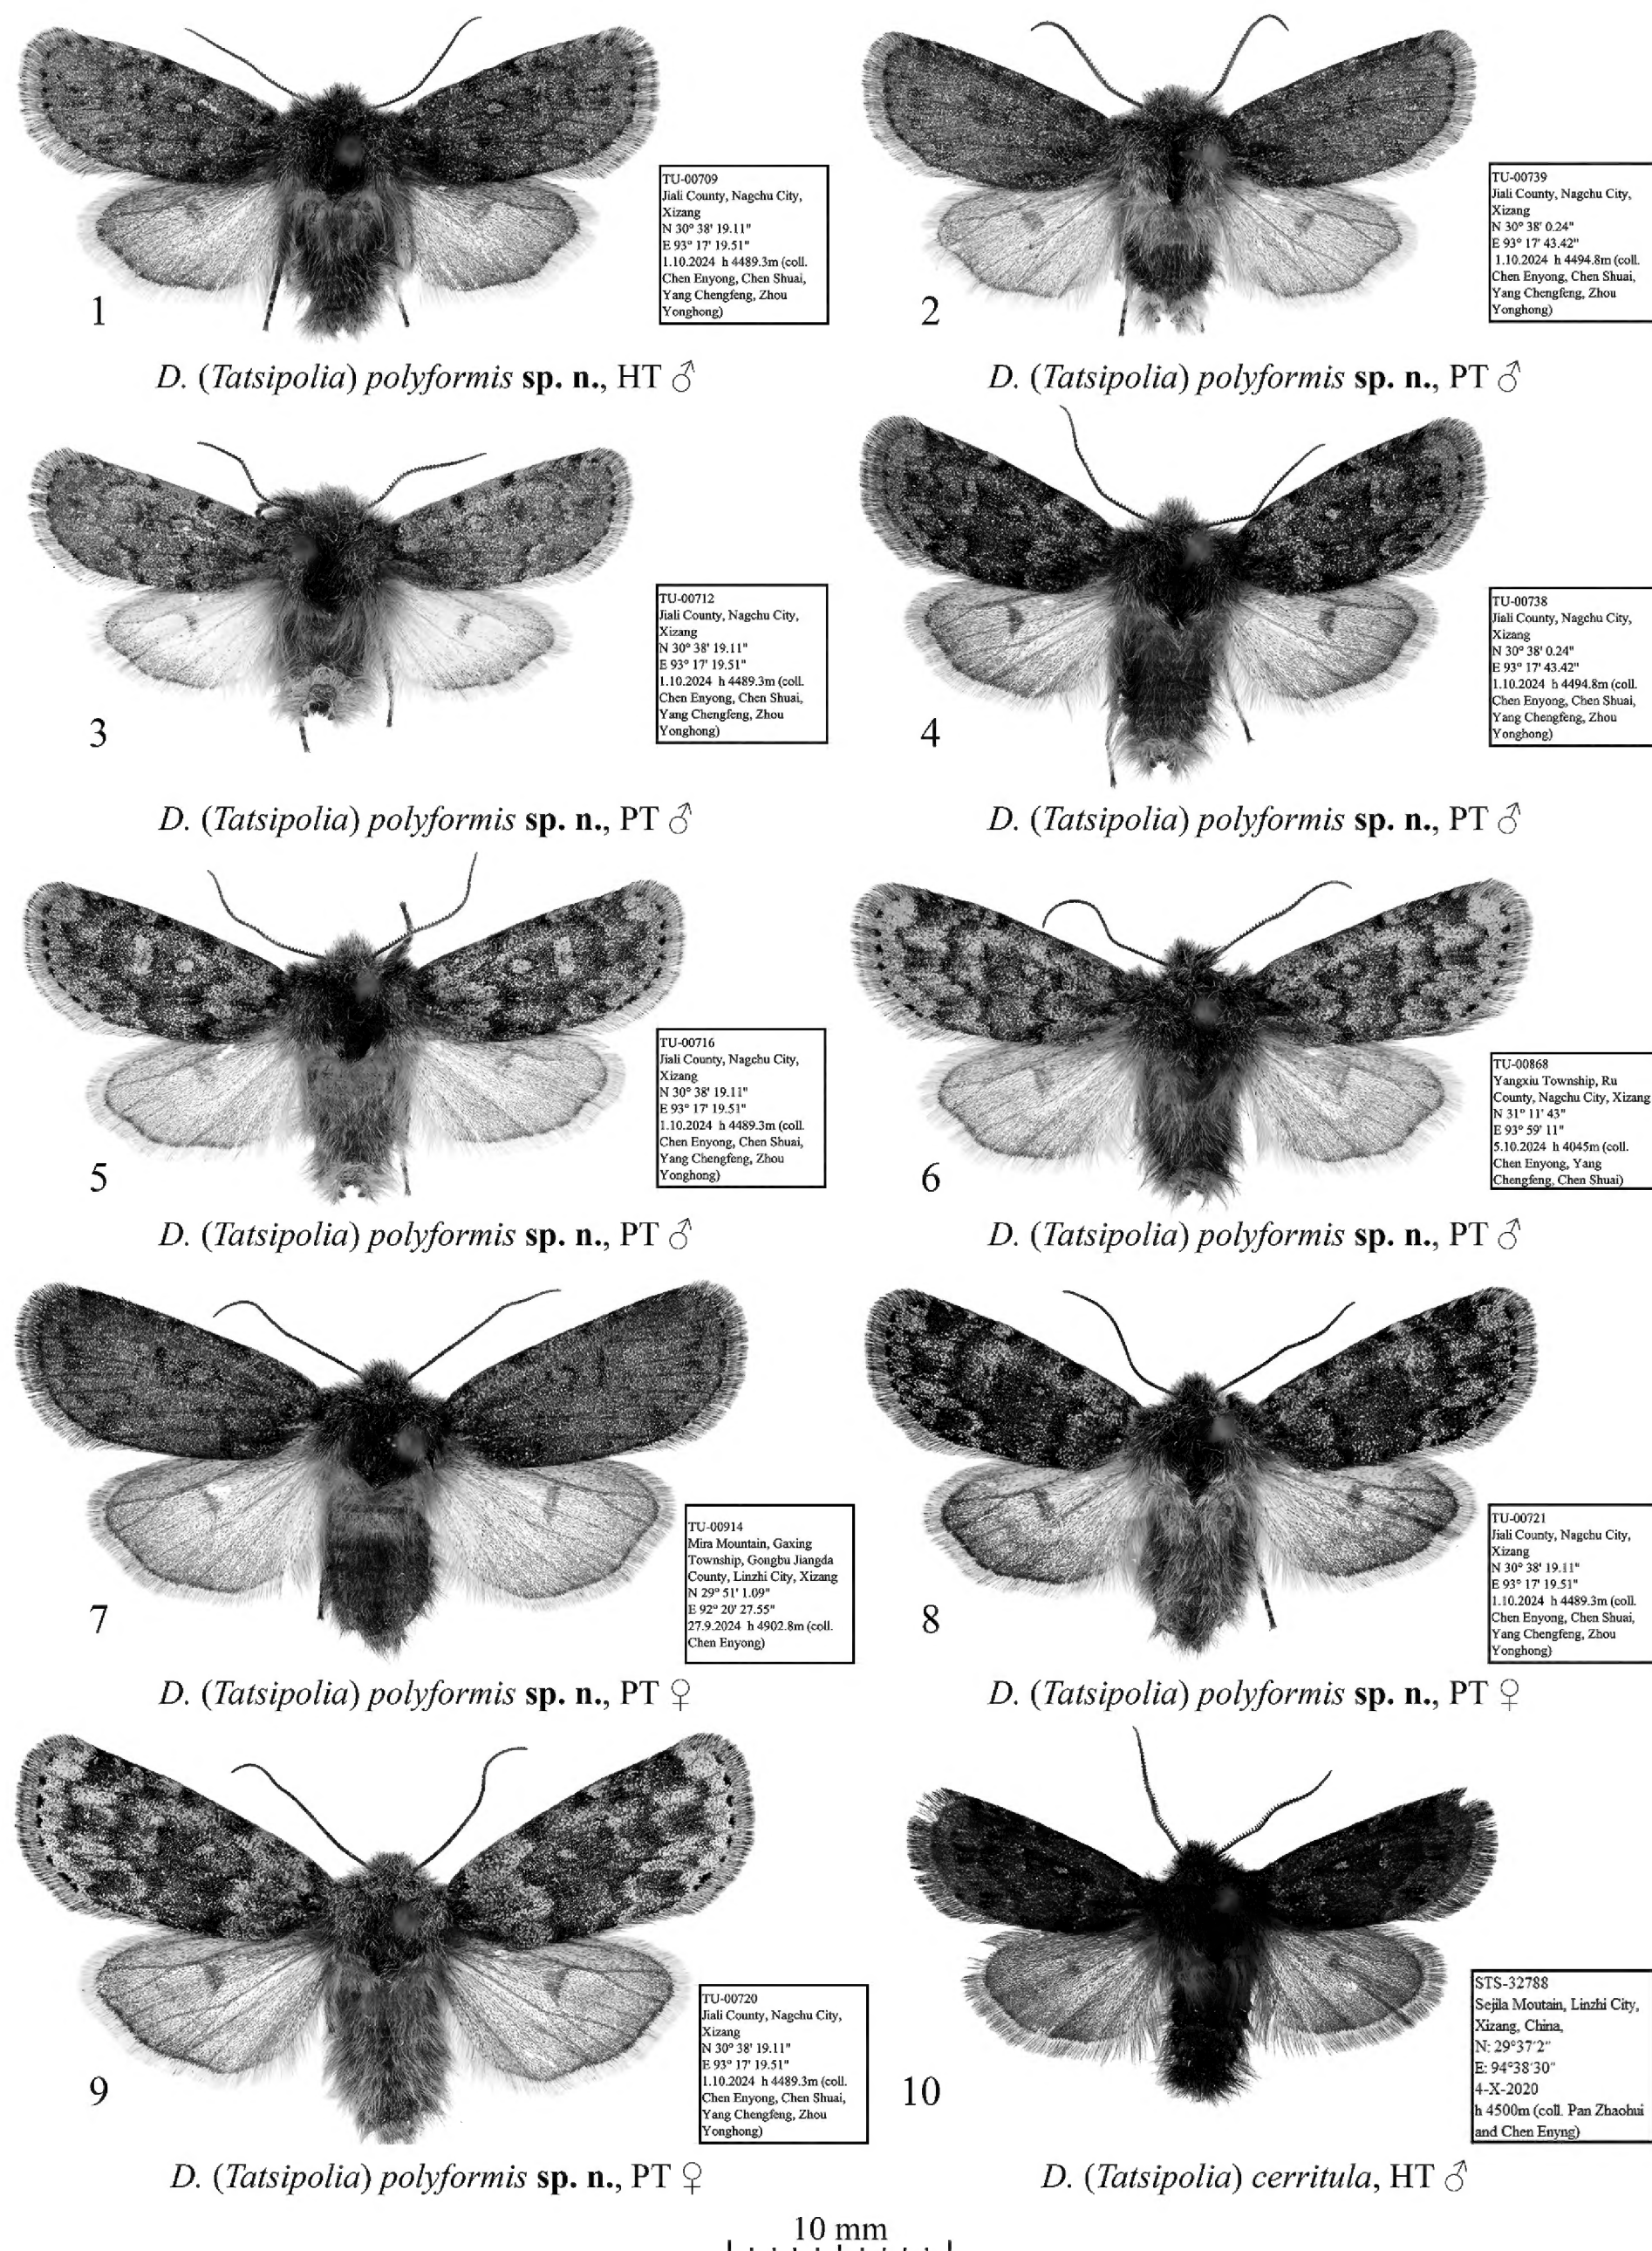 TU-00709
Jiali County, Nagchu City,
Xizang
N 30° 38' 19.11"
E 93° 17' 19.51"
1.10.2024 h 4489.3m (coll.
Chen Enyong, Chen Shuai,
Yang Chengfeng, Zhou
Yonghong)
1
D. (Tatsipolia) polyformis sp. n., HT ♂
TU-00739
Jiali County, Nagchu City,
Xizang
N 30° 38' 0.24"
E 93° 17' 43.42"
1.10.2024 h 4494.8m (coll.
Chen Enyong, Chen Shuai,
Yang Chengfeng, Zhou
Yonghong)
2
D. (Tatsipolia) polyformis sp. n., PT ♂
TU-00712
Jiali County, Nagchu City,
Xizang
N 30° 38' 19.11"
E 93° 17' 19.51"
1.10.2024 h 4489.3m (coll.
Chen Enyong, Chen Shuai,
Yang Chengfeng, Zhou
Yonghong)
3
D. (Tatsipolia) polyformis sp. n., PT ♂
TU-00738
Jiali County, Nagchu City,
Xizang
N 30° 38' 0.24"
E 93° 17' 43.42"
1.10.2024 h 4494.8m (coll.
Chen Enyong, Chen Shuai,
Yang Chengfeng, Zhou
Yonghong)
4
D. (Tatsipolia) polyformis sp. n., PT ♂
TU-00716
Jiali County, Nagchu City,
Xizang
N 30° 38' 19.11"
E 93° 17' 19.51"
1.10.2024 h 4489.3m (coll.
Chen Enyong, Chen Shuai,
Yang Chengfeng, Zhou
Yonghong)
5
D. (Tatsipolia) polyformis sp. n., PT ♂
TU-00868
Yangxiu Township, Ru
County, Nagchu City, Xizang
N 31° 11' 43"
E 93° 59' 11"
5.10.2024 h 4045m (coll.
Chen Enyong, Yang
Chengfeng, Chen Shuai)
6
D. (Tatsipolia) polyformis sp. n., PT ♂
TU-00914
Mira Mountain, Gaxing
Township, Gongbu Jiangda
County, Linzhi City, Xizang
N 29° 51' 1.09"
E 92° 20' 27.55"
27.9.2024 h 4902.8m (coll.
Chen Enyong)
7
D. (Tatsipolia) polyformis sp. n., PT ♀
TU-00721
Jiali County, Nagchu City,
Xizang
N 30° 38' 19.11"
E 93° 17' 19.51"
1.10.2024 h 4489.3m (coll.
Chen Enyong, Chen Shuai,
Yang Chengfeng, Zhou
Yonghong)
8
D. (Tatsipolia) polyformis sp. n., PT ♀
TU-00720
Jiali County, Nagchu City,
Xizang
N 30° 38' 19.11"
E 93° 17' 19.51"
1.10.2024 h 4489.3m (coll.
Chen Enyong, Chen Shuai,
Yang Chengfeng, Zhou
Yonghong)
9
D. (Tatsipolia) polyformis sp. n., PT ♀
STS-32788
Sejila Moutain, Linzhi City,
Xizang, China,
N: 29°37'2"
E: 94°38'30"
4-X-2020
h 4500m (coll. Pan Zhaohui
and Chen Enyng)
10
D. (Tatsipolia) cerritula, HT ♂
10 mm